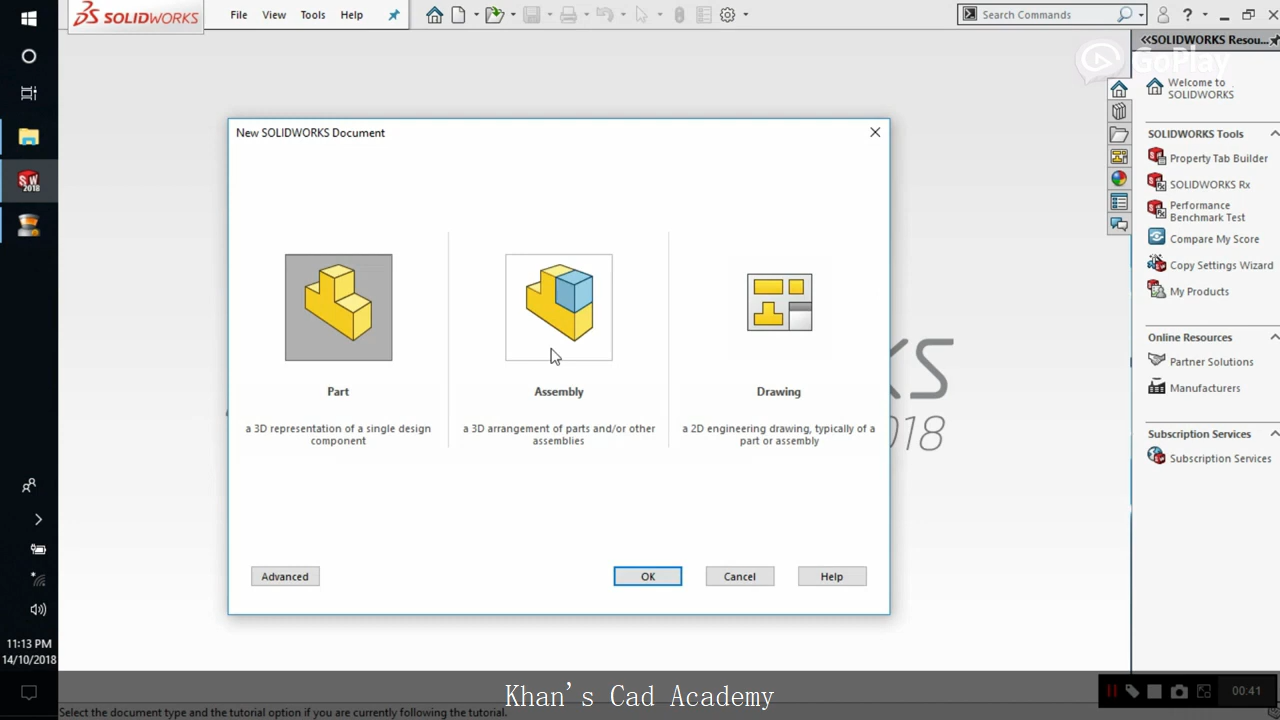 SOLIDWORKS
File View Tools Help
Search Commands
SOLIDWORKS Resou...
GoPlay
Welcome to
SOLIDWORKS
SOLIDWORKS Tools
Property Tab Builder
SOLIDWORKS Rx
Performance
Benchmark Test
Compare My Score
Copy Settings Wizard
My Products
Online Resources
Partner Solutions
Manufacturers
Subscription Services
Subscription Services
New SOLIDWORKS Document
Part
a 3D representation of a single design
component
Assembly
a 3D arrangement of parts and/or other
assemblies
Drawing
a 2D engineering drawing, typically of a
part or assembly
Advanced
OK
Cancel
Help
KS
018
SW
2018
11:13 PM
14/10/2018
Khan's Cad Academy
00:41
Select the document type and the tutorial option if you are currently following the tutorial.